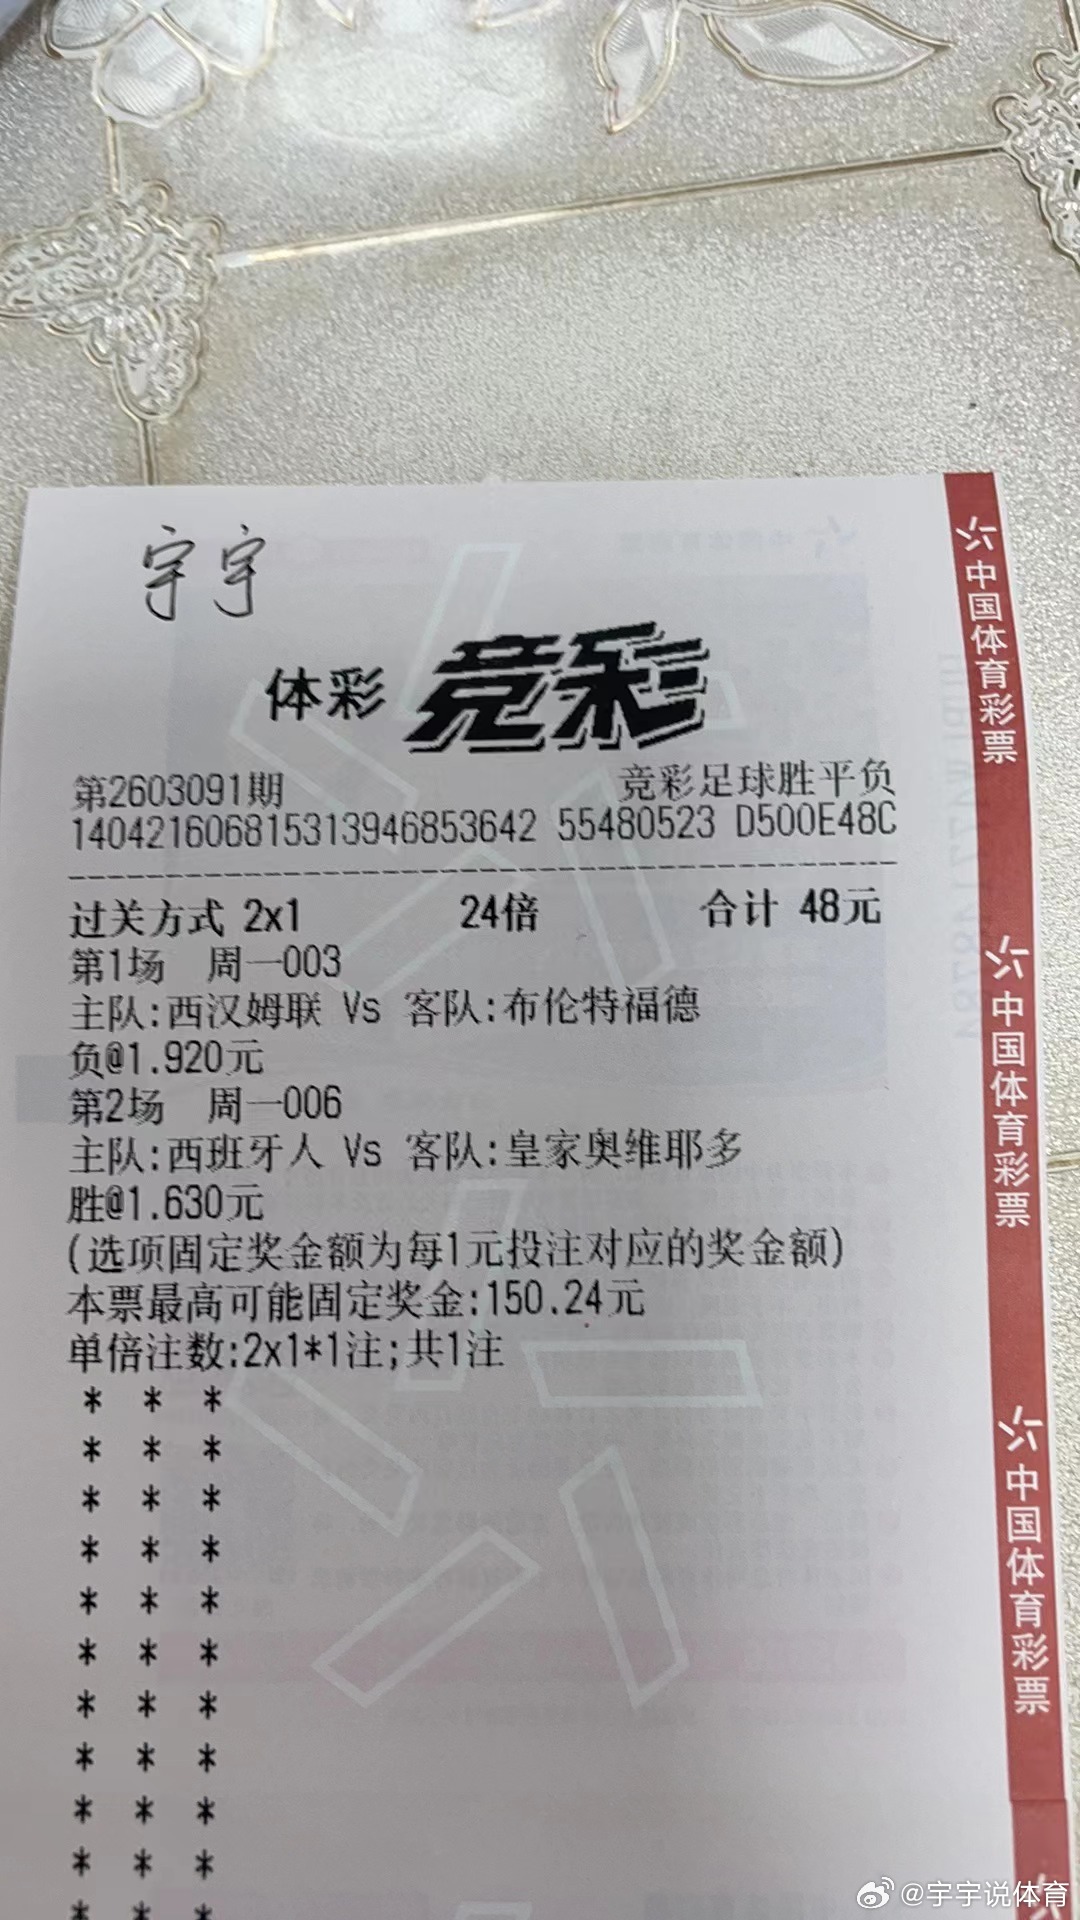 宇宇
体彩 竞彩
第2603091期 竞彩足球胜平负
140421606815313946853642 55480523 D500E48C
过关方式 2x1 24倍 合计 48元
第1场 周一003
主队:西汉姆联 Vs 客队:布伦特福德
负@1.920元
第2场 周一006
主队:西班牙人 Vs 客队:皇家奥维耶多
胜@1.630元
(选项固定奖金额为每1元投注对应的奖金额)
本票最高可能固定奖金:150.24元
单倍注数:2x1*1注;共1注
* * *
* * *
* * *
* * *
* * *
* * *
* * *
* * *
* * *
* * *
* * *
中国体育彩票
中国体育彩票
中国体育彩票
@宇宇说体育